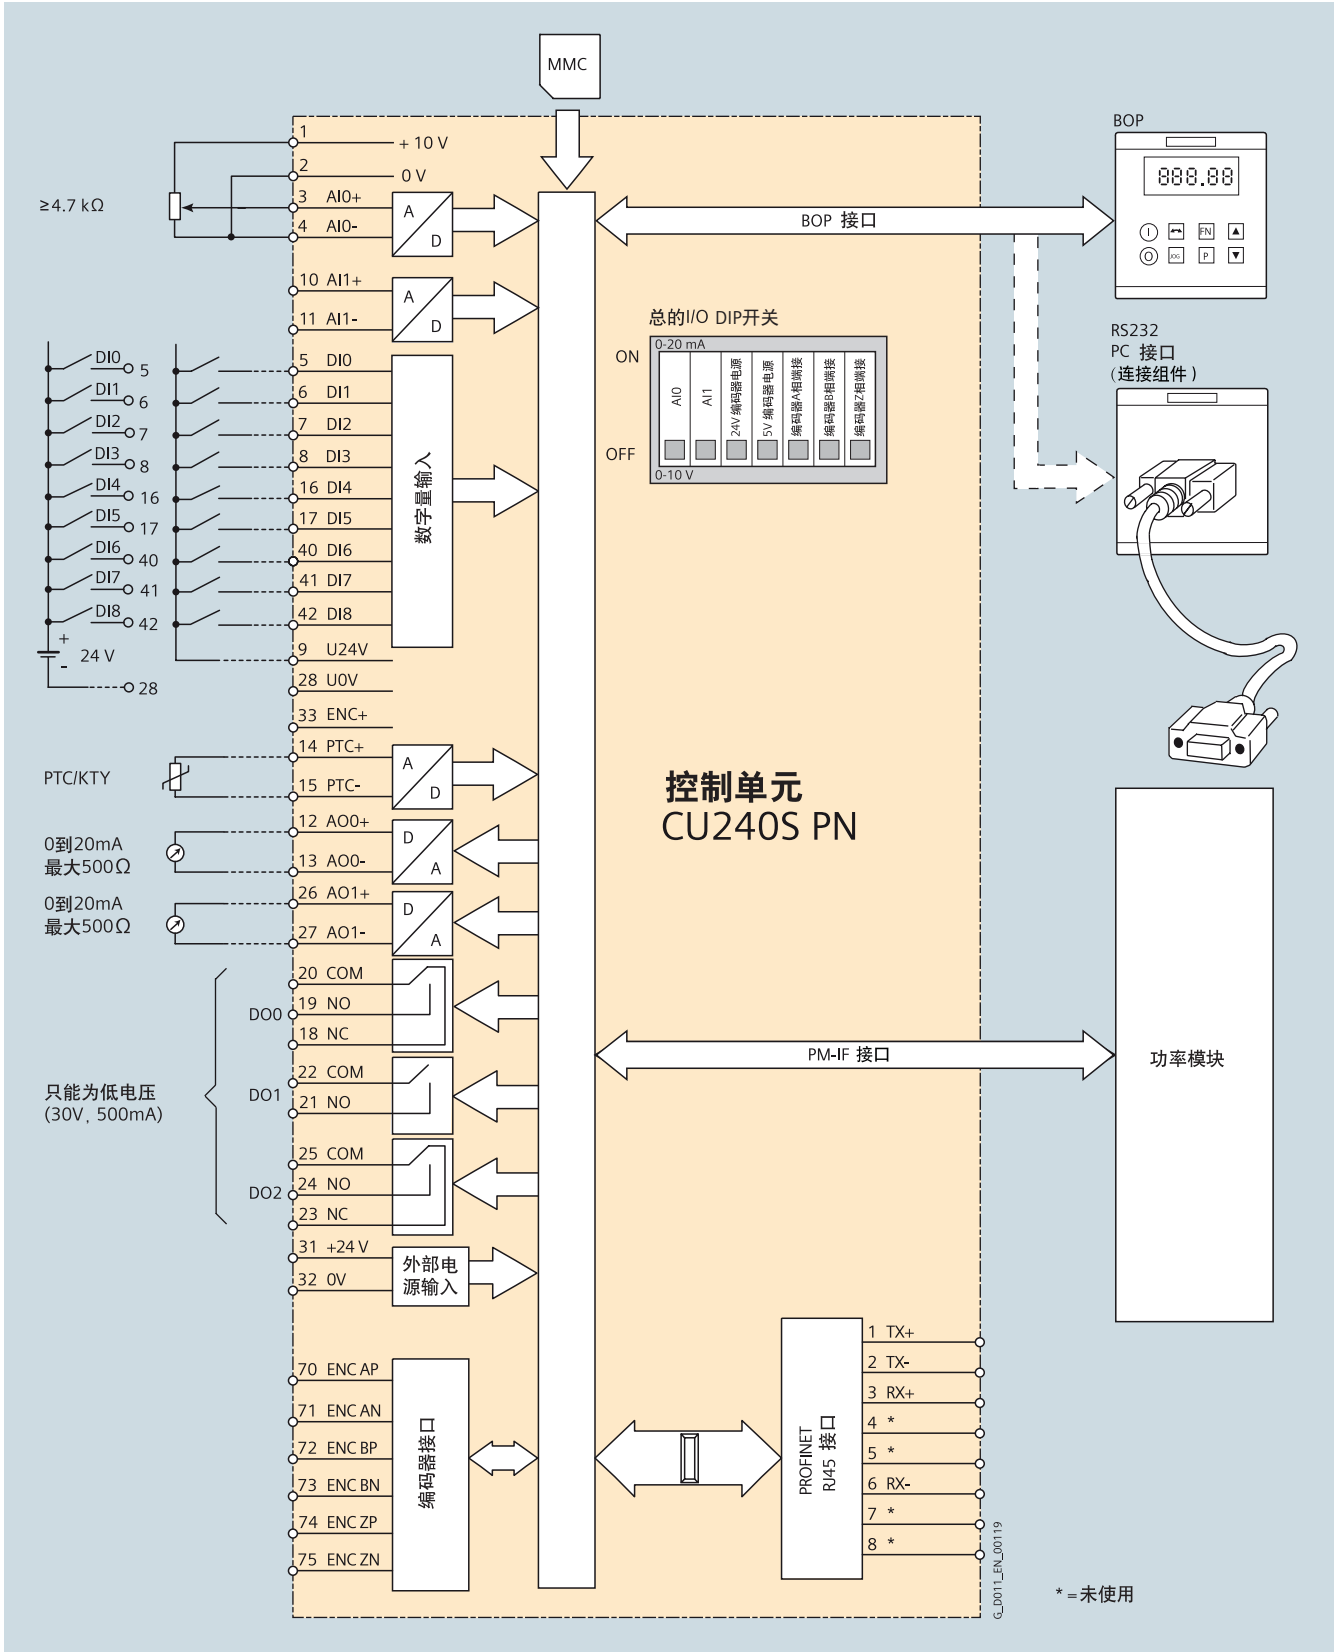 MMC
1
+ 10 V
2
0 V
≥4.7 kΩ
3 AI0+
4 AI0-
A
D
10 AI1+
11 AI1-
A
D
DI0
5
DI1
6
DI2
7
DI3
8
DI4
16
DI5
17
DI6
40
DI7
41
DI8
42
+
-
24 V
28
5 DI0
6 DI1
7 DI2
8 DI3
16 DI4
17 DI5
40 DI6
41 DI7
42 DI8
数字量输入
9 U24V
28 U0V
33 ENC+
PTC/KTY
14 PTC+
15 PTC-
A
D
0到20mA
最大500Ω
12 AO0+
13 AO0-
D
A
0到20mA
最大500Ω
26 AO1+
27 AO1-
D
A
只能为低电压
(30V, 500mA)
DO0
20 COM
19 NO
18 NC
DO1
22 COM
21 NO
DO2
25 COM
24 NO
23 NC
31 +24 V
32 0V
外部电
源输入
70 ENC AP
71 ENC AN
72 ENC BP
73 ENC BN
74 ENC ZP
75 ENC ZN
编码器接口
BOP 接口
总的I/O DIP开关
ON
OFF
0-20 mA
AI0
AI1
24V 编码器电源
5V 编码器电源
编码器A相端接
编码器B相端接
编码器Z相端接
0-10 V
控制单元
CU240S PN
PM-IF 接口
PROFINET
RJ45 接口
1 TX+
2 TX-
3 RX+
4 *
5 *
6 RX-
7 *
8 *
BOP
888.88
I
FN
O
JOG
P
RS232
PC 接口
(连接组件)
功率模块
G_D011_EN_00119
* =未使用